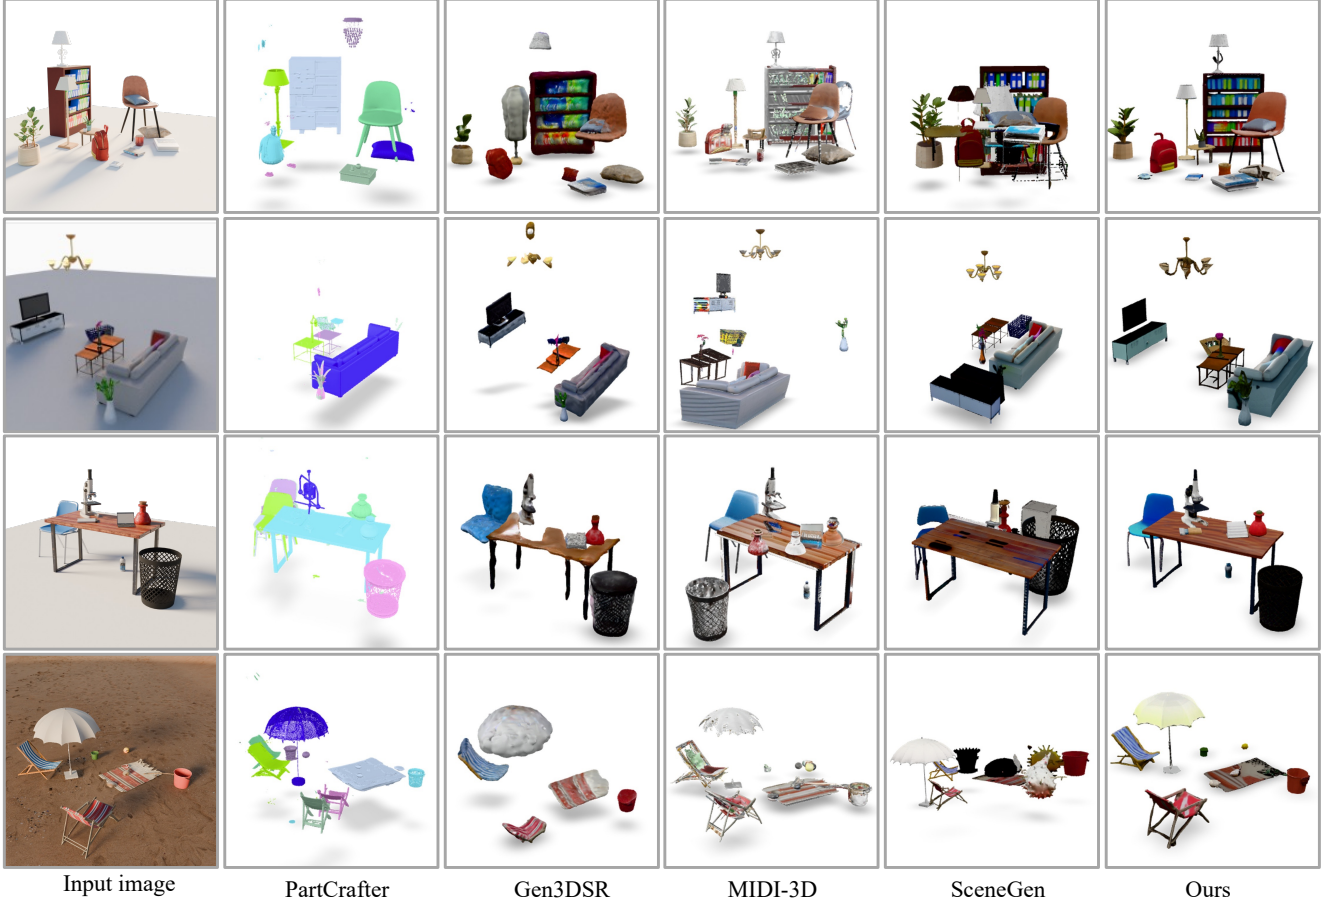 Input image
PartCrafter
Gen3DSR
MIDI-3D
SceneGen
Ours